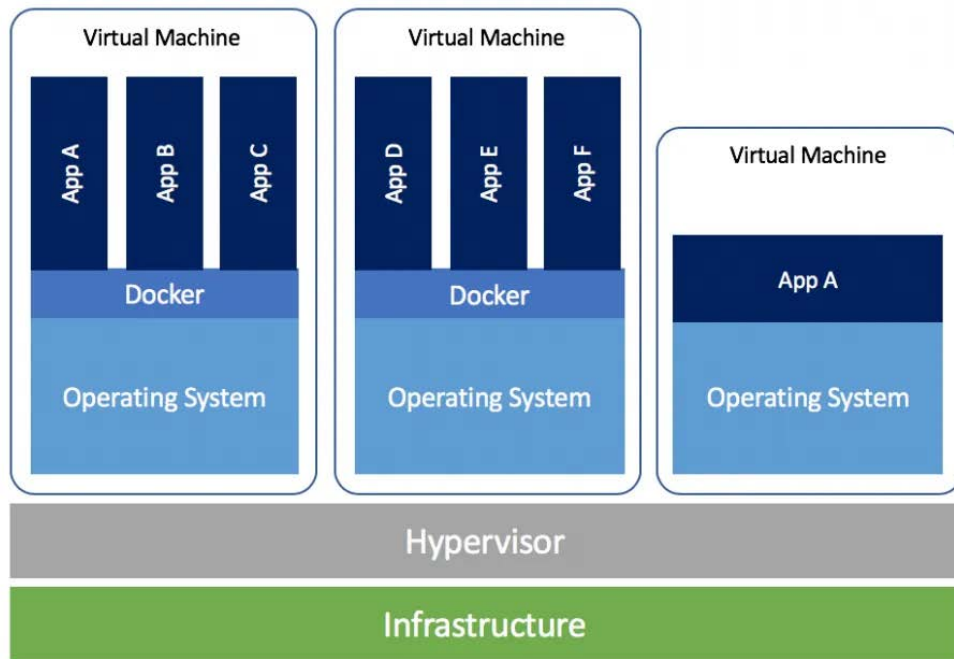 Virtual Machine
App A
App B
App C
Docker
Operating System
Virtual Machine
App D
App E
App F
Docker
Operating System
Virtual Machine
App A
Operating System
Hypervisor
Infrastructure